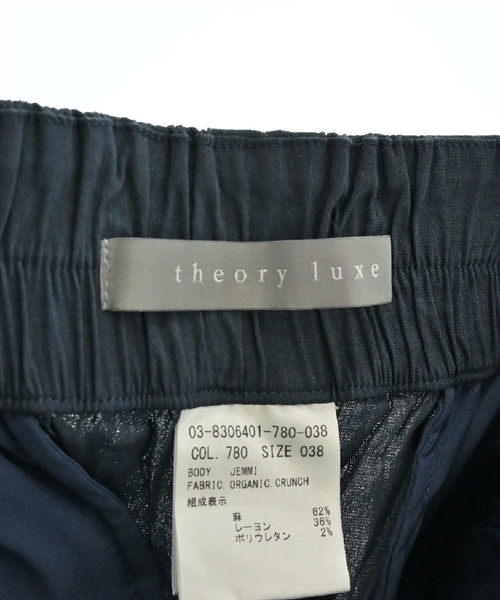 theory luxe
03-8306401-780-038
COL. 780 SIZE 038
BODY. JEMMI
FABRIC. ORGANIC. CRUNCH
組成表示
麻 62%
レーヨン 36%
ポリウレタン 2%